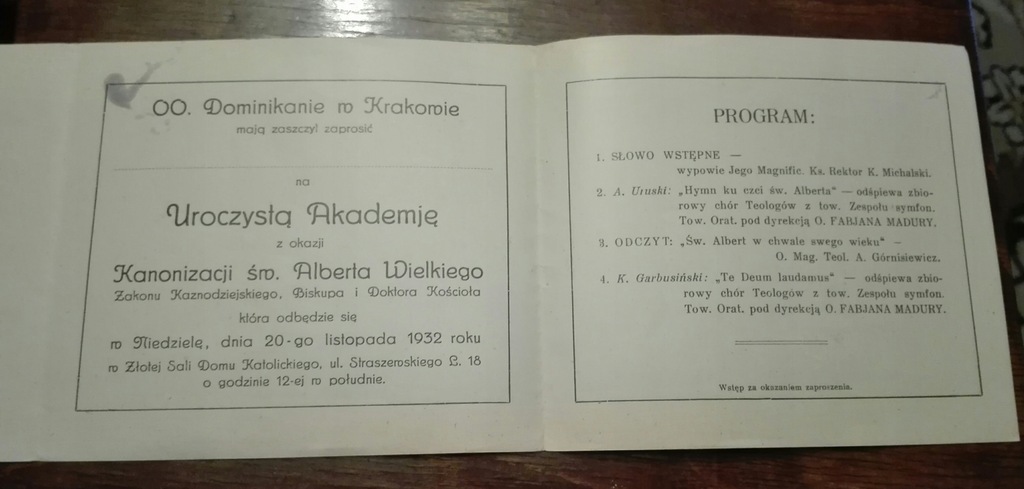 OO. Dominikanie w Krakowie
mają zaszczyt zaprosić
na
Uroczystą Akademję
z okazji
Kanonizacji św. Alberta Wielkiego
Zakonu Kaznodziejskiego, Biskupa i Doktora Kościoła
która odbędzie się
w Niedzielę, dnia 20-go listopada 1932 roku
w Złotej Sali Domu Katolickiego, ul. Straszewskiego L. 18
o godzinie 12-ej w południe.
PROGRAM:
1. SŁOWO WSTĘPNE —
wypowie Jego Magnific. Ks. Rektor K. Michalski.
2. A. Uruski: „Hymn ku czci św. Alberta" — odśpiewa zbio-
rowy chór Teologów z tow. Zespołu symfon.
Tow. Orat. pod dyrekcją O. FABJANA MADURY.
3. ODCZYT: „Św. Albert w chwale swego wieku" —
O. Mag. Teol. A. Górnisiewicz.
4. K. Garbusiński: „Te Deum laudamus" — odśpiewa zbio-
rowy chór Teologów z tow. Zespołu symfon.
Tow. Orat. pod dyrekcją O. FABJANA MADURY.
Wstęp za okazaniem zaproszenia.